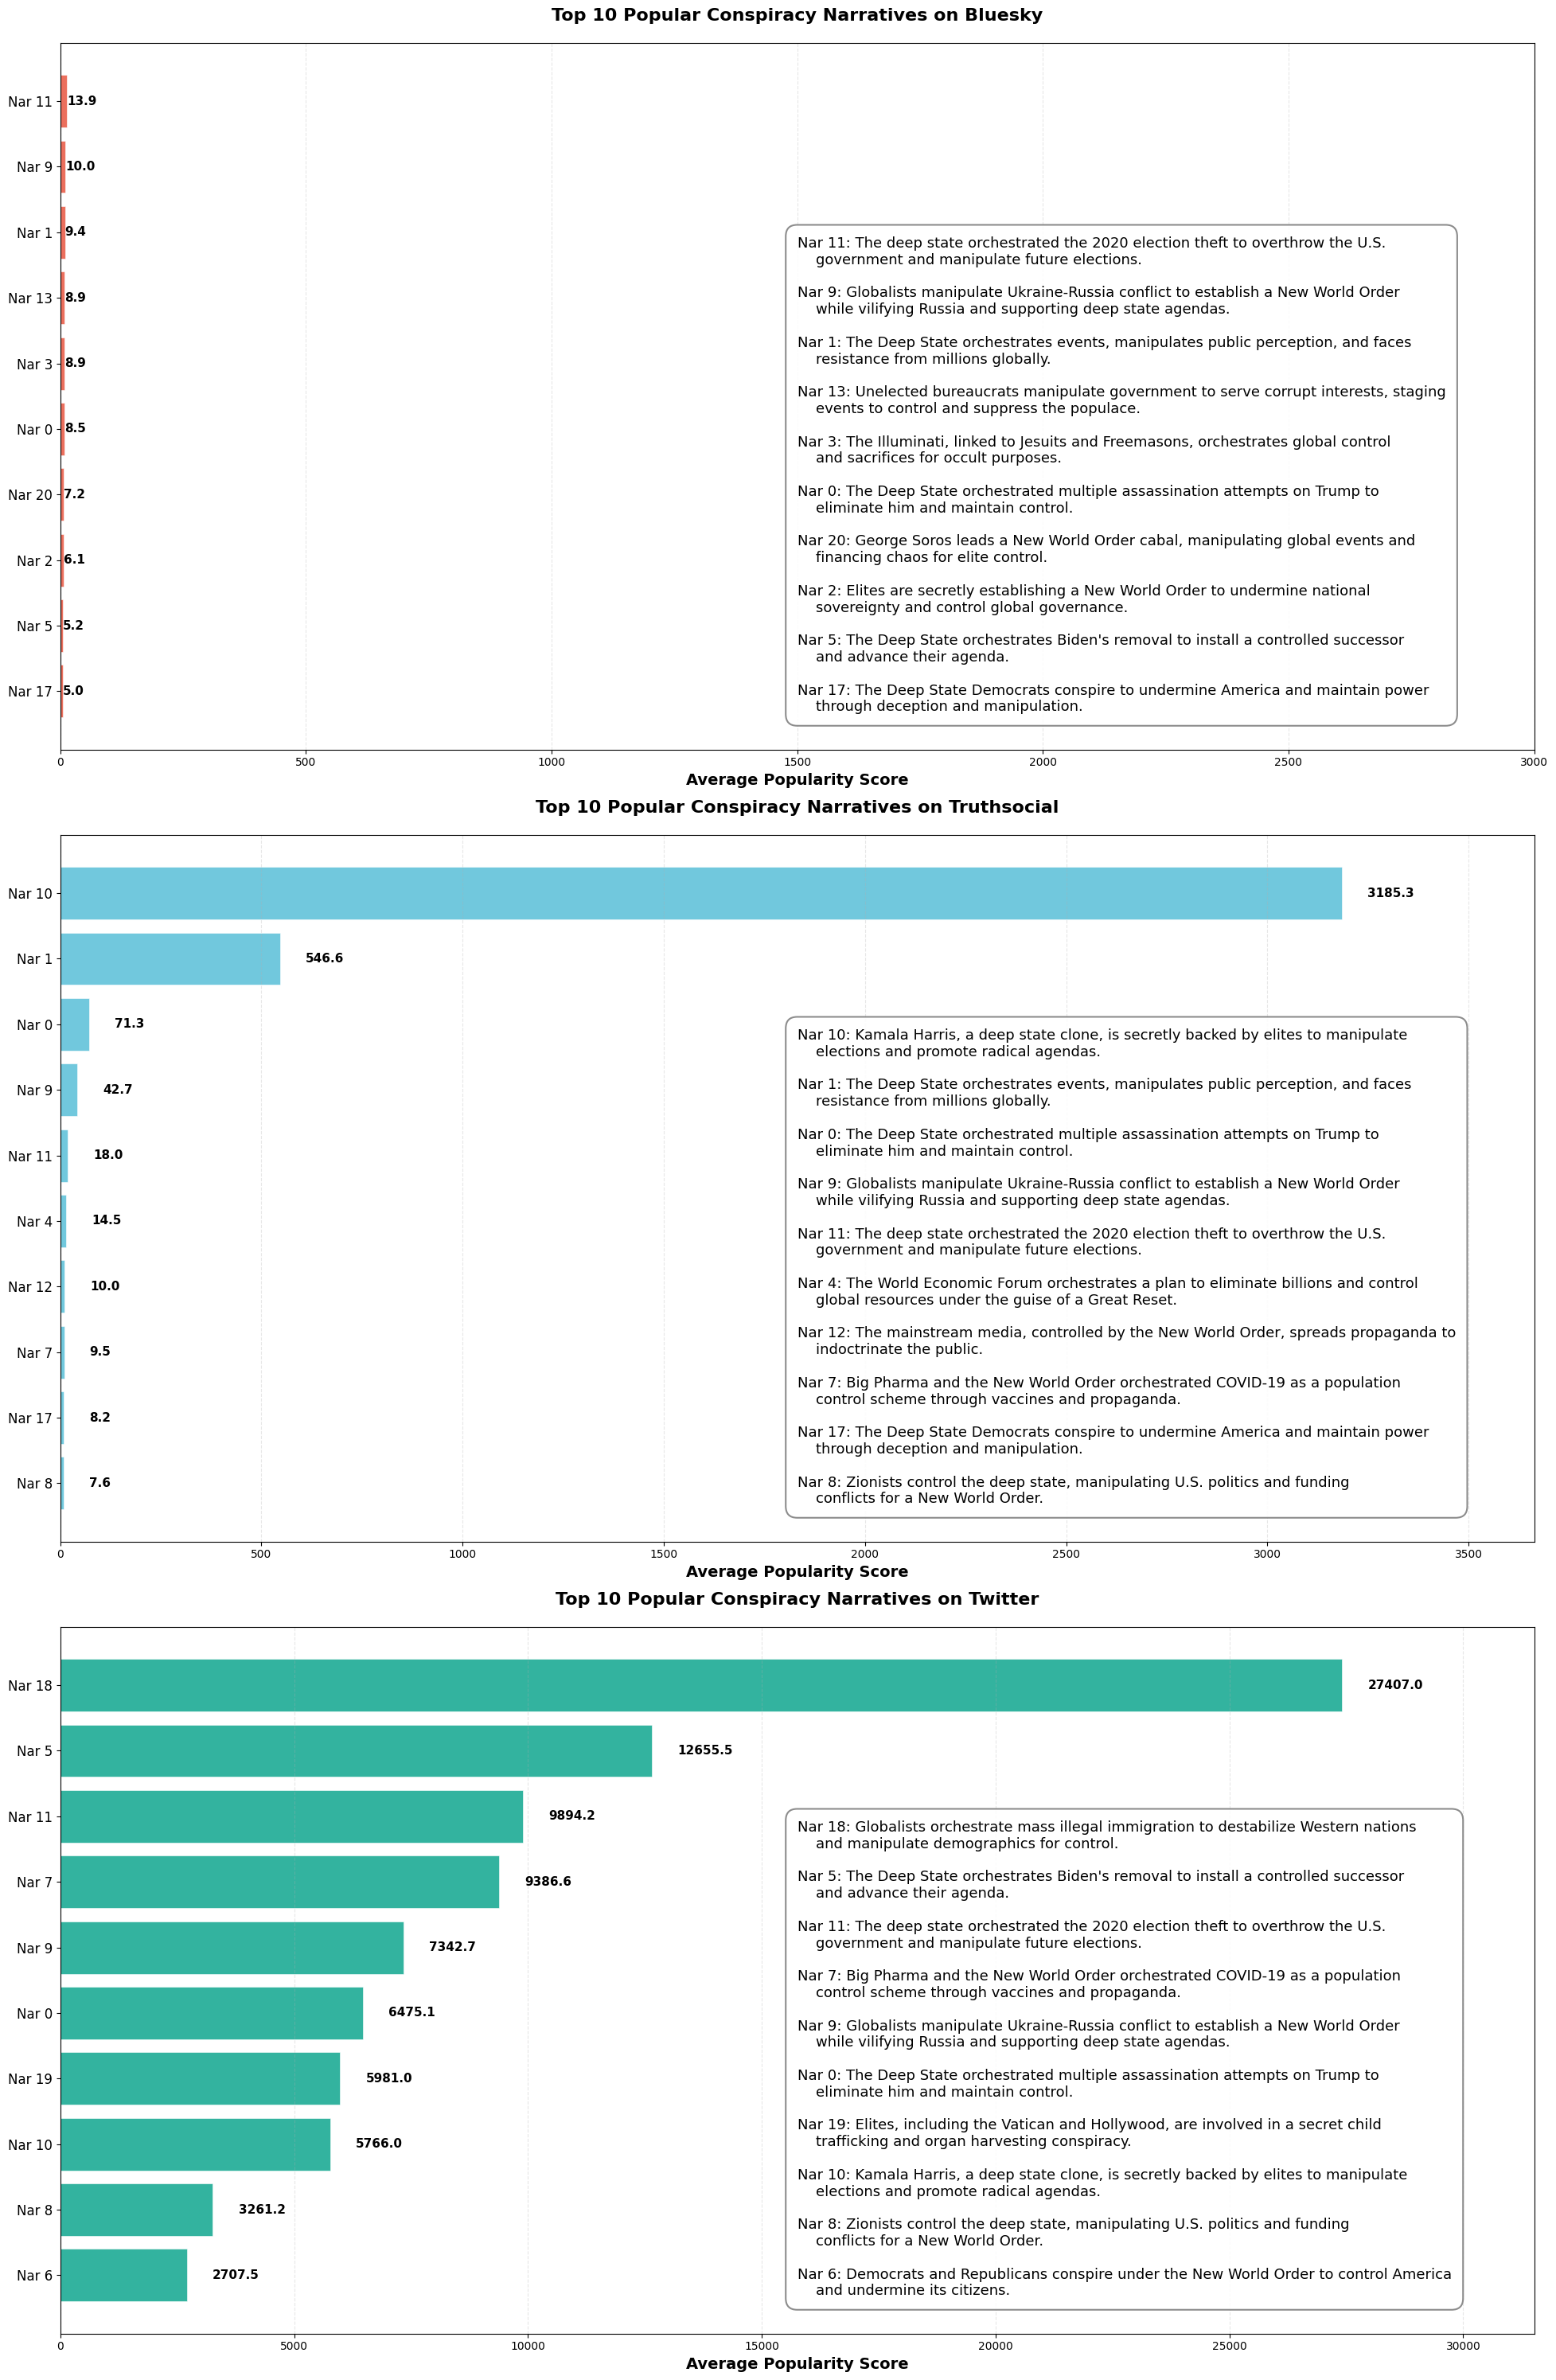 Top 10 Popular Conspiracy Narratives on Bluesky
Nar 11
13.9
Nar 9
10.0
Nar 1
9.4
Nar 13
8.9
Nar 3
8.9
Nar 0
8.5
Nar 20
7.2
Nar 2
6.1
Nar 5
5.2
Nar 17
5.0
Nar 11: The deep state orchestrated the 2020 election theft to overthrow the U.S.
government and manipulate future elections.
Nar 9: Globalists manipulate Ukraine-Russia conflict to establish a New World Order
while vilifying Russia and supporting deep state agendas.
Nar 1: The Deep State orchestrates events, manipulates public perception, and faces
resistance from millions globally.
Nar 13: Unelected bureaucrats manipulate government to serve corrupt interests, staging
events to control and suppress the populace.
Nar 3: The Illuminati, linked to Jesuits and Freemasons, orchestrates global control
and sacrifices for occult purposes.
Nar 0: The Deep State orchestrated multiple assassination attempts on Trump to
eliminate him and maintain control.
Nar 20: George Soros leads a New World Order cabal, manipulating global events and
financing chaos for elite control.
Nar 2: Elites are secretly establishing a New World Order to undermine national
sovereignty and control global governance.
Nar 5: The Deep State orchestrates Biden's removal to install a controlled successor
and advance their agenda.
Nar 17: The Deep State Democrats conspire to undermine America and maintain power
through deception and manipulation.
0 500 1000 1500 2000 2500 3000
Average Popularity Score
Top 10 Popular Conspiracy Narratives on Truthsocial
Nar 10
3185.3
Nar 1
546.6
Nar 0
71.3
Nar 9
42.7
Nar 11
18.0
Nar 4
14.5
Nar 12
10.0
Nar 7
9.5
Nar 17
8.2
Nar 8
7.6
Nar 10: Kamala Harris, a deep state clone, is secretly backed by elites to manipulate
elections and promote radical agendas.
Nar 1: The Deep State orchestrates events, manipulates public perception, and faces
resistance from millions globally.
Nar 0: The Deep State orchestrated multiple assassination attempts on Trump to
eliminate him and maintain control.
Nar 9: Globalists manipulate Ukraine-Russia conflict to establish a New World Order
while vilifying Russia and supporting deep state agendas.
Nar 11: The deep state orchestrated the 2020 election theft to overthrow the U.S.
government and manipulate future elections.
Nar 4: The World Economic Forum orchestrates a plan to eliminate billions and control
global resources under the guise of a Great Reset.
Nar 12: The mainstream media, controlled by the New World Order, spreads propaganda to
indoctrinate the public.
Nar 7: Big Pharma and the New World Order orchestrated COVID-19 as a population
control scheme through vaccines and propaganda.
Nar 17: The Deep State Democrats conspire to undermine America and maintain power
through deception and manipulation.
Nar 8: Zionists control the deep state, manipulating U.S. politics and funding
conflicts for a New World Order.
0 500 1000 1500 2000 2500 3000 3500
Average Popularity Score
Top 10 Popular Conspiracy Narratives on Twitter
Nar 18
27407.0
Nar 5
12655.5
Nar 11
9894.2
Nar 7
9386.6
Nar 9
7342.7
Nar 0
6475.1
Nar 19
5981.0
Nar 10
5766.0
Nar 8
3261.2
Nar 6
2707.5
Nar 18: Globalists orchestrate mass illegal immigration to destabilize Western nations
and manipulate demographics for control.
Nar 5: The Deep State orchestrates Biden's removal to install a controlled successor
and advance their agenda.
Nar 11: The deep state orchestrated the 2020 election theft to overthrow the U.S.
government and manipulate future elections.
Nar 7: Big Pharma and the New World Order orchestrated COVID-19 as a population
control scheme through vaccines and propaganda.
Nar 9: Globalists manipulate Ukraine-Russia conflict to establish a New World Order
while vilifying Russia and supporting deep state agendas.
Nar 0: The Deep State orchestrated multiple assassination attempts on Trump to
eliminate him and maintain control.
Nar 19: Elites, including the Vatican and Hollywood, are involved in a secret child
trafficking and organ harvesting conspiracy.
Nar 10: Kamala Harris, a deep state clone, is secretly backed by elites to manipulate
elections and promote radical agendas.
Nar 8: Zionists control the deep state, manipulating U.S. politics and funding
conflicts for a New World Order.
Nar 6: Democrats and Republicans conspire under the New World Order to control America
and undermine its citizens.
0 5000 10000 15000 20000 25000 30000
Average Popularity Score